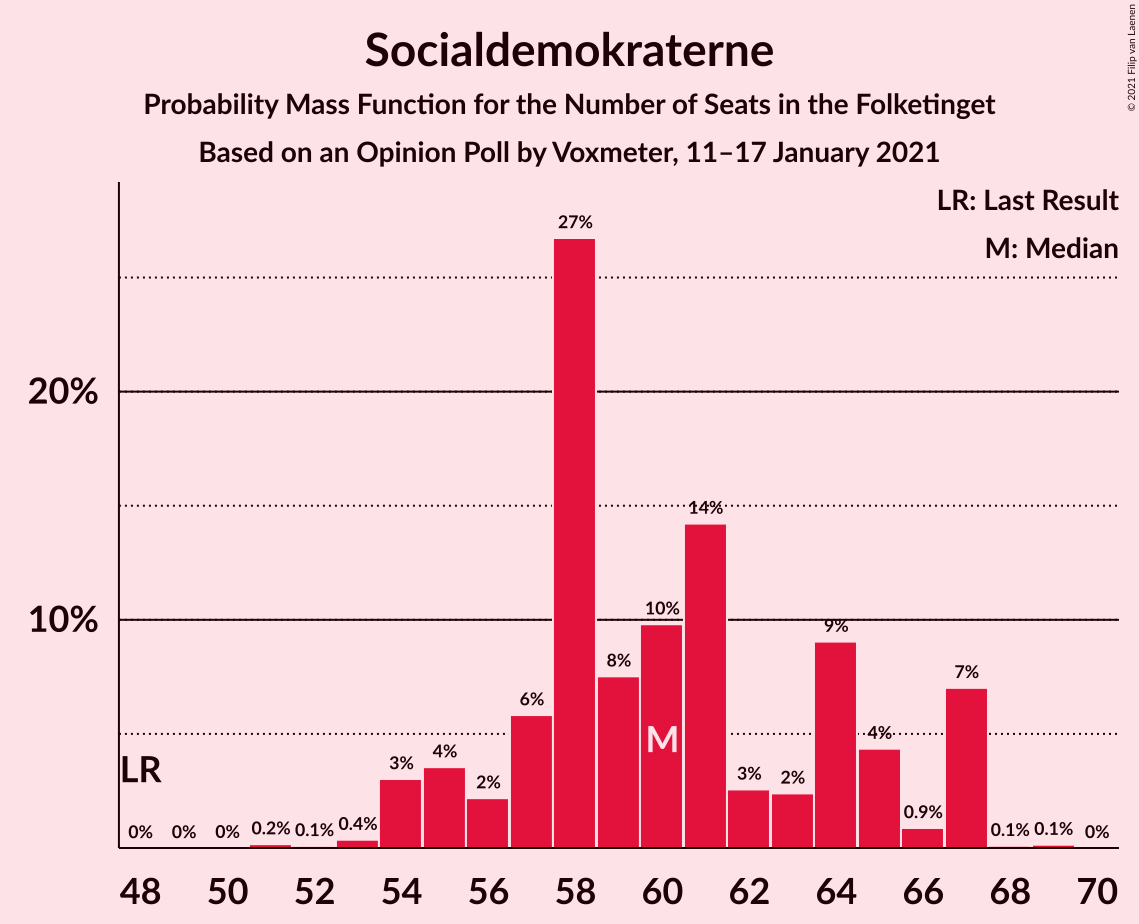 Socialdemokraterne
Probability Mass Function for the Number of Seats in the Folketinget
Based on an Opinion Poll by Voxmeter, 11–17 January 2021
© 2021 Filip van Laenen
LR: Last Result
M: Median
27%
20%
14%
10%
10%
9%
8%
7%
6%
M
4%
4%
LR
3%
2%
3%
2%
0%
0%
0%
0.2%
0.1%
0.4%
0.9%
0.1%
0.1%
0%
48 50 52 54 56 58 60 62 64 66 68 70